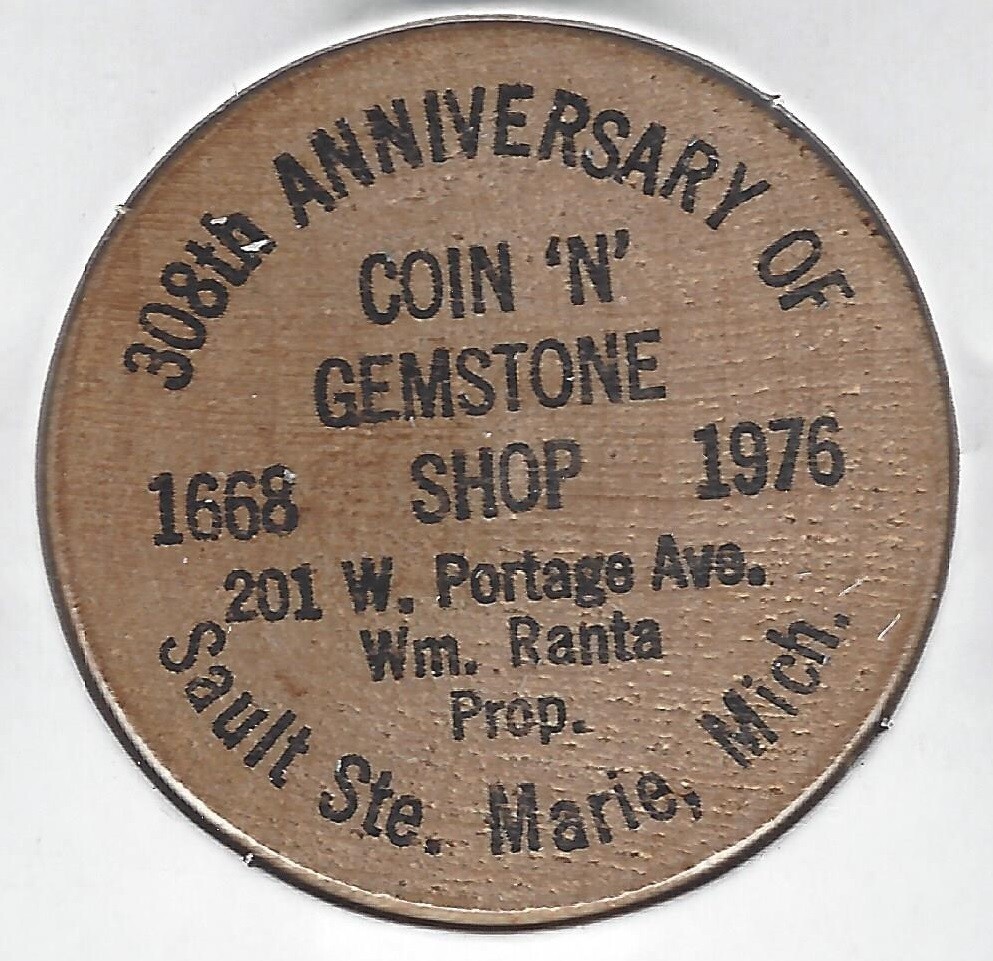 308th ANNIVERSARY OF
COIN 'N'
GEMSTONE
SHOP
1668 1976
201 W. Portage Ave.
Wm. Ranta
Prop.
Sault Ste. Marie, Mich.